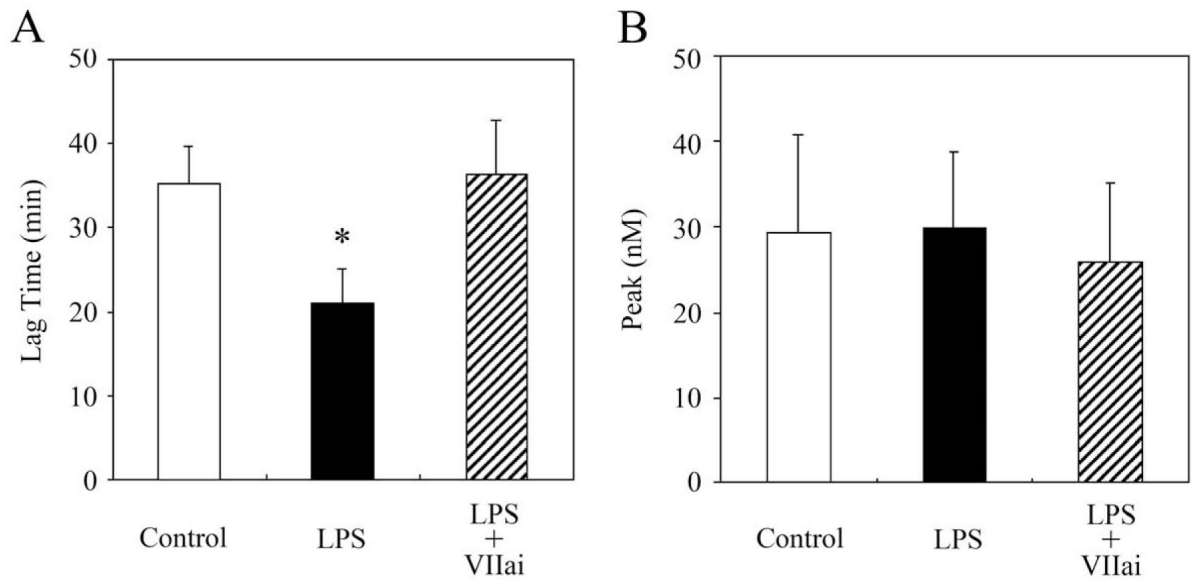 A
50
40
30
20
10
0
Lag Time (min)
*
Control
LPS
LPS
+
VIIai
B
50
40
30
20
10
0
Peak (nM)
Control
LPS
LPS
+
VIIai